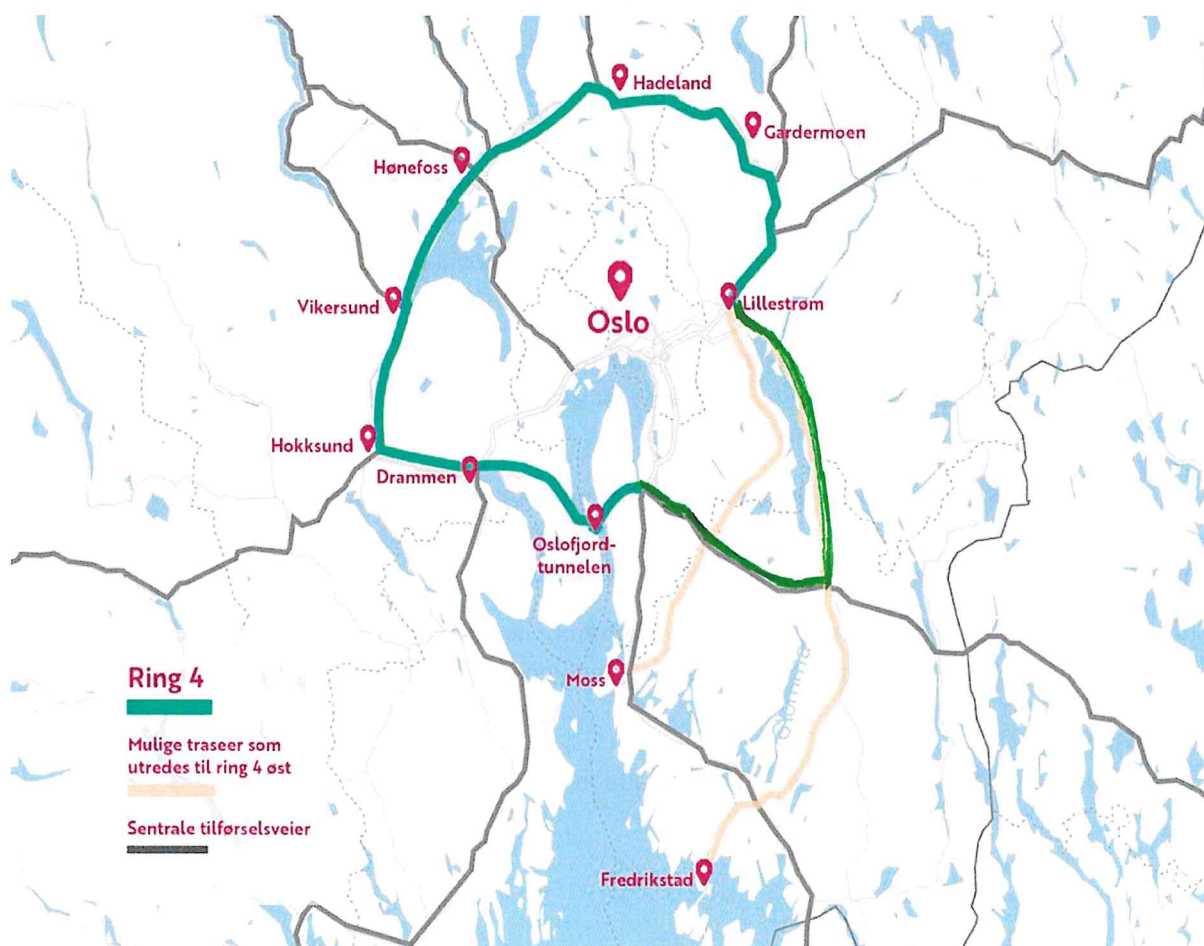 Hadeland
Gardermoen
Hønefoss
Vikersund
Oslo
Lillestrøm
Hokksund
Drammen
Oslofjord-
tunnelen
Moss
Glomma
Fredrikstad
Ring 4
Mulige traseer som
utredes til ring 4 øst
Sentrale tilførselsveier